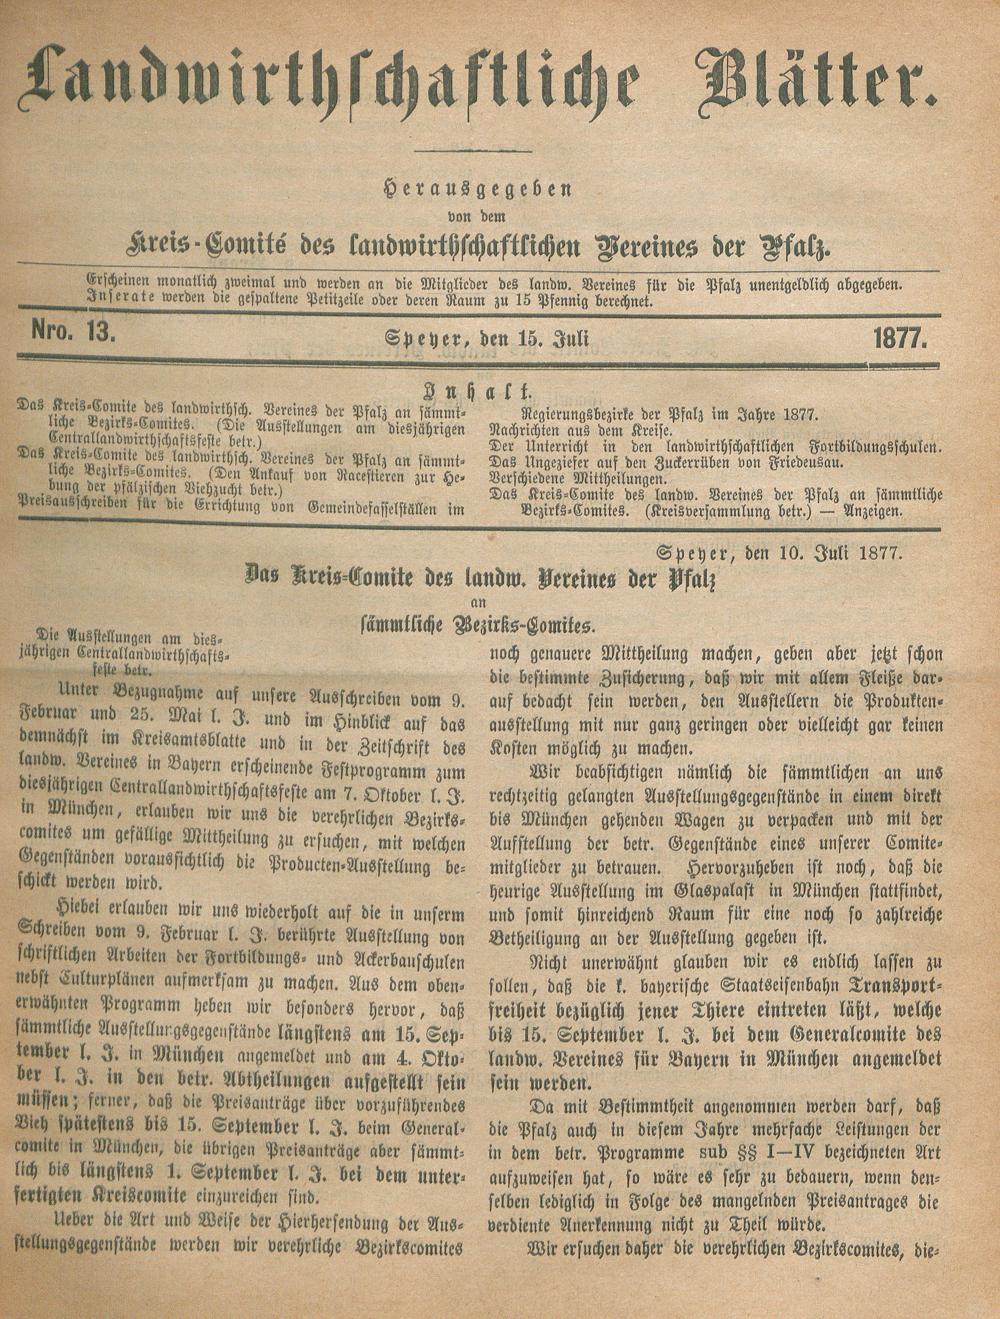 Landwirthschaftliche Blätter.
Herausgegeben
von dem
Kreis-Comité des landwirthschaftlichen Vereines der Pfalz.
Erscheinen monatlich zweimal und werden an die Mitglieder des landw. Vereines für die Pfalz unentgeldlich abgegeben.
Inserate werden die gespaltene Petitzeile oder deren Raum zu 15 Pfennig berechnet.
Nro. 13.
Speyer, den 15. Juli
1877.
Inhalt.
Das Kreis-Comite des landwirthsch. Vereines der Pfalz an sämmt-
liche Bezirks-Comites. (Die Ausstellungen am diesjährigen
Centrallandwirthschaftsfeste betr.)
Das Kreis-Comite des landwirthsch. Vereines der Pfalz an sämmt-
liche Bezirks-Comites. (Den Ankauf von Racestieren zur He-
bung der pfälzischen Viehzucht betr.)
Preisausschreiben für die Errichtung von Gemeindefasselställen im
Regierungsbezirke der Pfalz im Jahre 1877.
Nachrichten aus dem Kreise.
Der Unterricht in den landwirthschaftlichen Fortbildungsschulen.
Das Ungeziefer auf den Zuckerrüben von Friedeusau.
Verschiedene Mittheilungen.
Das Kreis-Comite des landw. Vereines der Pfalz an sämmtliche
Bezirks-Comites. (Kreisversammlung betr.) — Anzeigen.
Speyer, den 10. Juli 1877.
Das Kreis-Comite des landw. Vereines der Pfalz
an
sämmtliche Bezirks-Comites.
Die Ausstellungen am dies-
jährigen Centrallandwirthschafts-
feste betr.
Unter Bezugnahme auf unsere Ausschreiben vom 9.
Februar und 25. Mai l. J. und im Hinblick auf das
demnächst im Kreisamtsblatte und in der Zeitschrift des
landw. Vereines in Bayern erscheinende Festprogramm zum
diesjährigen Centrallandwirthschaftsfeste am 7. Oktober l. J.
in München, erlauben wir uns die verehrlichen Bezirks-
comites um gefällige Mittheilung zu ersuchen, mit welchen
Gegenständen voraussichtlich die Producten-Ausstellung be-
schickt werden wird.
Hiebei erlauben wir uns wiederholt auf die in unserm
Schreiben vom 9. Februar l. J. berührte Ausstellung von
schriftlichen Arbeiten der Fortbildungs- und Ackerbauschulen
nebst Culturplänen aufmerksam zu machen. Aus dem oben-
erwähnten Programm heben wir besonders hervor, daß
sämmtliche Ausstellungsgegenstände längstens am 15. Sep-
tember l. J. in München angemeldet und am 4. Okto-
ber l. J. in den betr. Abtheilungen aufgestellt sein
müssen; ferner, daß die Preisanträge über vorzuführendes
Vieh spätestens bis 15. September l. J. beim General-
comite in München, die übrigen Preisanträge aber sämmt-
lich bis längstens 1. September l. J. bei dem unter-
fertigten Kreiscomite einzureichen sind.
Ueber die Art und Weise der Hierhersendung der Aus-
stellungsgegenstände werden wir verehrliche Bezirkscomites
noch genauere Mittheilung machen, geben aber jetzt schon
die bestimmte Zusicherung, daß wir mit allem Fleiße dar-
auf bedacht sein werden, den Ausstellern die Produkten-
ausstellung mit nur ganz geringen oder vielleicht gar keinen
Kosten möglich zu machen.
Wir beabsichtigen nämlich die sämmtlichen an uns
rechtzeitig gelangten Ausstellungsgegenstände in einem direkt
bis München gehenden Wagen zu verpacken und mit der
Aufstellung der betr. Gegenstände eines unserer Comite-
mitglieder zu betrauen. Hervorzuheben ist noch, daß die
heurige Ausstellung im Glaspalast in München stattfindet,
und somit hinreichend Raum für eine noch so zahlreiche
Betheiligung an der Ausstellung gegeben ist.
Nicht unerwähnt glauben wir es endlich lassen zu
sollen, daß die k. bayerische Staatseisenbahn Transport-
freiheit bezüglich jener Thiere eintreten läßt, welche
bis 15. September l. J. bei dem Generalcomite des
landw. Vereines für Bayern in München angemeldet
sein werden.
Da mit Bestimmtheit angenommen werden darf, daß
die Pfalz auch in diesem Jahre mehrfache Leistungen der
in dem betr. Programme sub §§ I—IV bezeichneten Art
aufzuweisen hat, so wäre es sehr zu bedauern, wenn den-
selben lediglich in Folge des mangelnden Preisantrages die
verdiente Anerkennung nicht zu Theil würde.
Wir ersuchen daher die verehrlichen Bezirkscomites, die-